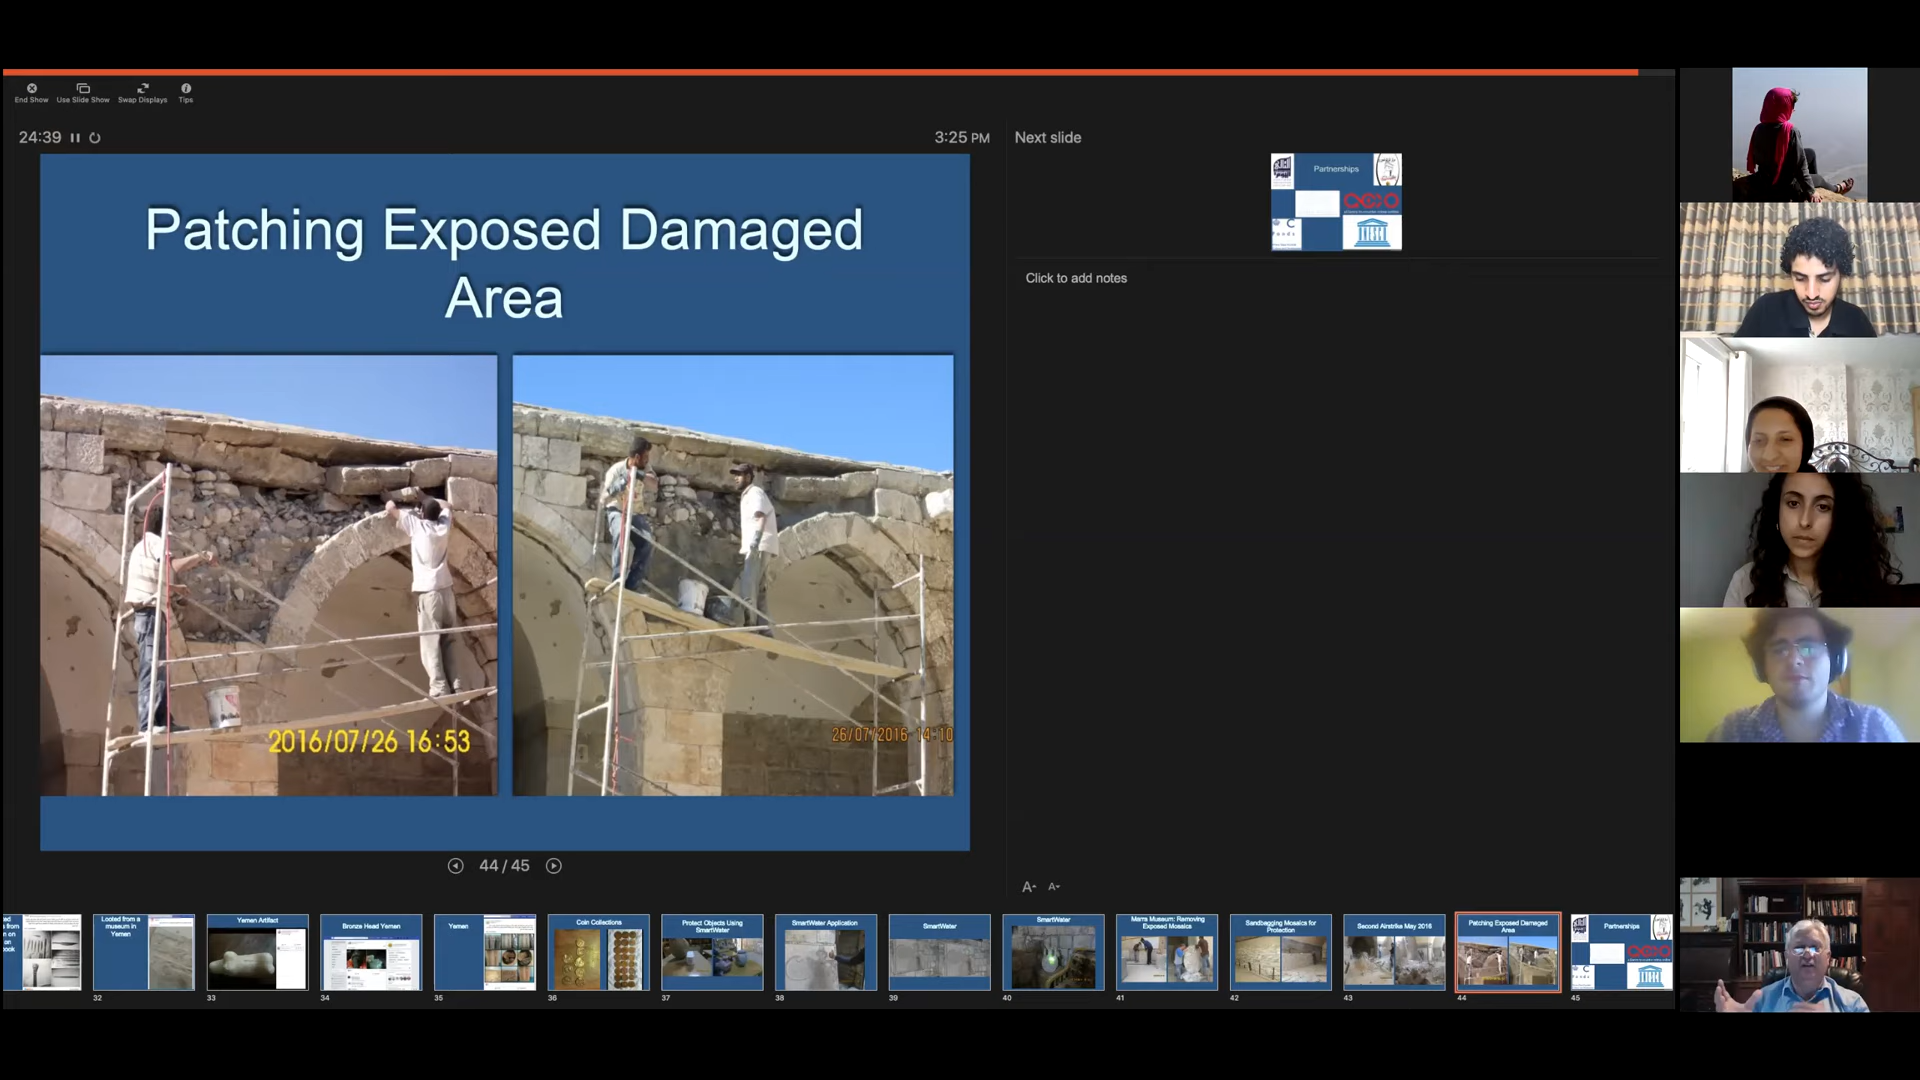 End Show
Use Slide Show
Swap Displays
Tips
24:39
3:25 PM
Next slide
Patching Exposed Damaged
Area
2016/07/26 16:53
26/07/2016 14:10
Partnerships
Click to add notes
44 / 45
Looted from a
museum in
Yemen
32
Yemen Artifact
33
Bronze Head Yemen
34
Yemen
35
Coin Collections
36
Protect Objects Using
SmartWater
37
SmartWater Application
38
SmartWater
39
SmartWater
40
Marra Museum: Removing
Exposed Mosaics
41
Sandbagging Mosaics for
Protection
42
Second Airstrike May 2016
43
Patching Exposed Damaged
Area
44
Partnerships
45